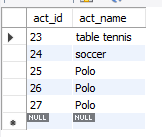 act_id act_name
23 table tennis
24 soccer
25 Polo
26 Polo
27 Polo
NULL NULL